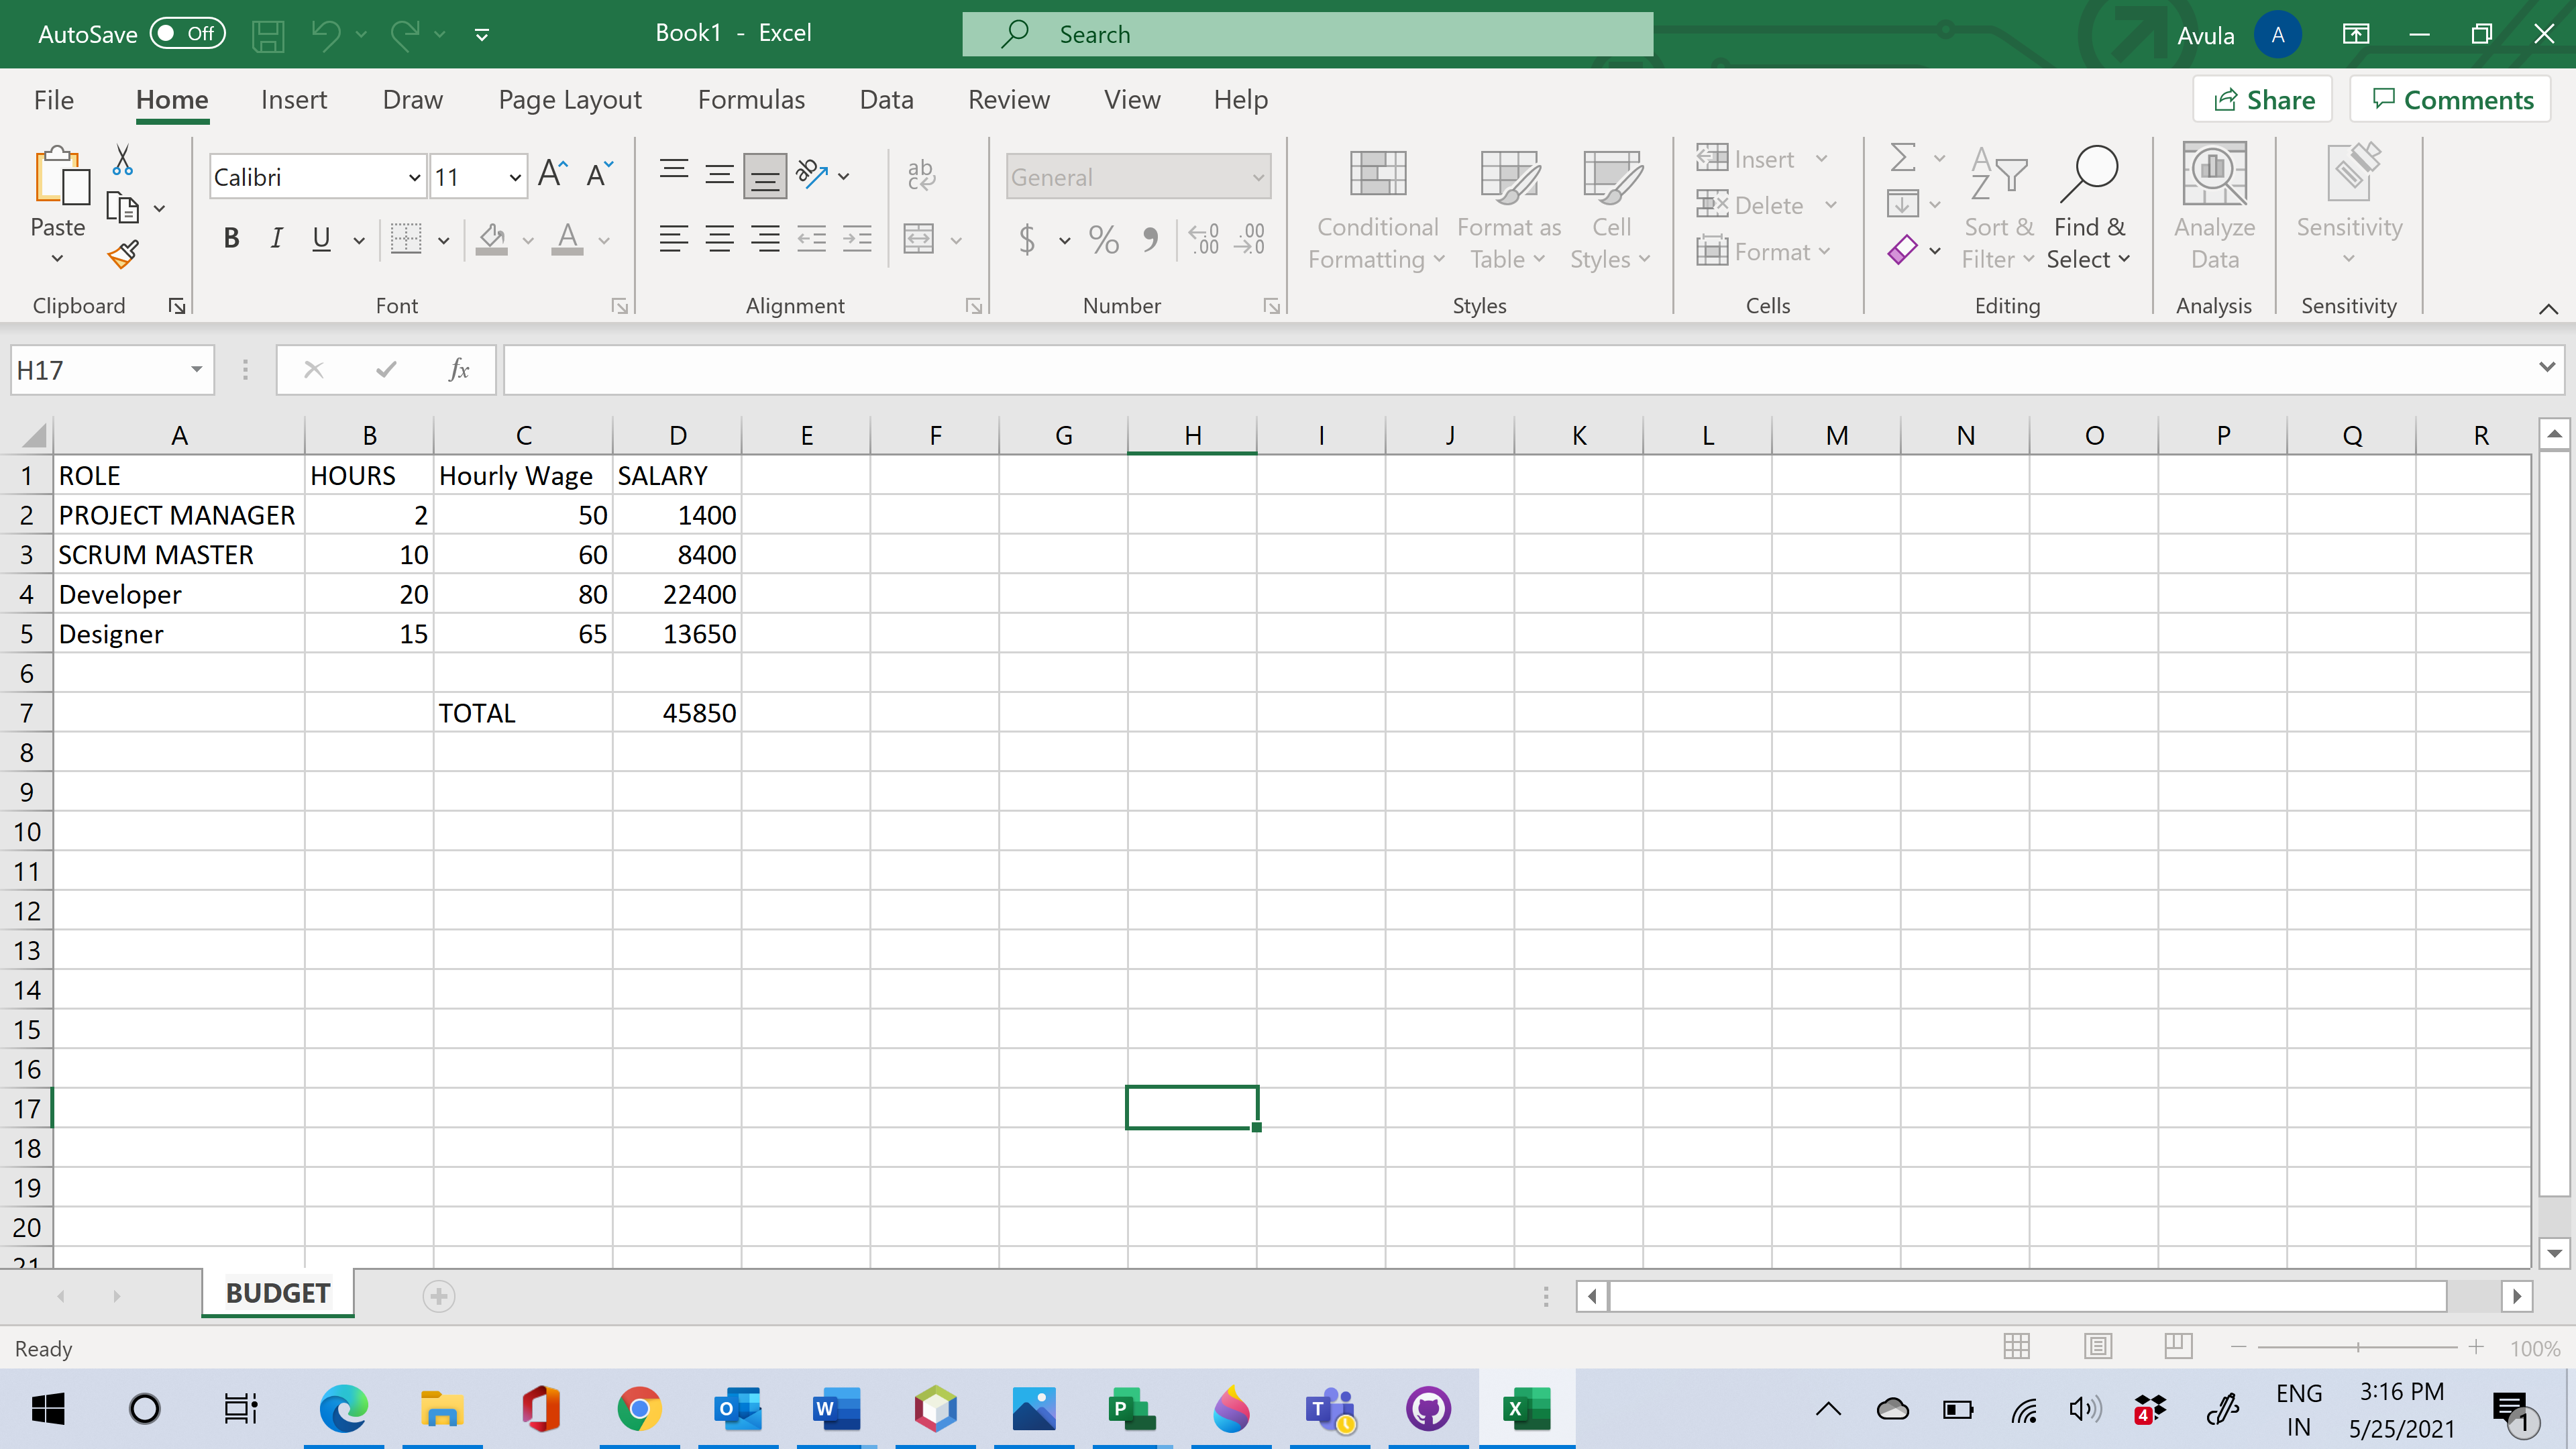 AutoSave Off Book1 - Excel Search Avula A
File Home Insert Draw Page Layout Formulas Data Review View Help Share Comments
Paste
Clipboard
Calibri 11
B I U
Font
ab
Alignment
General
$ % ,
Number
Conditional Formatting
Format as Table
Cell Styles
Styles
Insert
Delete
Format
Cells
Sort & Filter
Find & Select
Editing
Analyze Data
Analysis
Sensitivity
Sensitivity
H17 fx
A B C D E F G H I J K L M N O P Q R
1 ROLE HOURS Hourly Wage SALARY
2 PROJECT MANAGER 2 50 1400
3 SCRUM MASTER 10 60 8400
4 Developer 20 80 22400
5 Designer 15 65 13650
6
7 TOTAL 45850
8
9
10
11
12
13
14
15
16
17
18
19
20
21
BUDGET
Ready 100%
ENG 3:16 PM
IN 5/25/2021 1